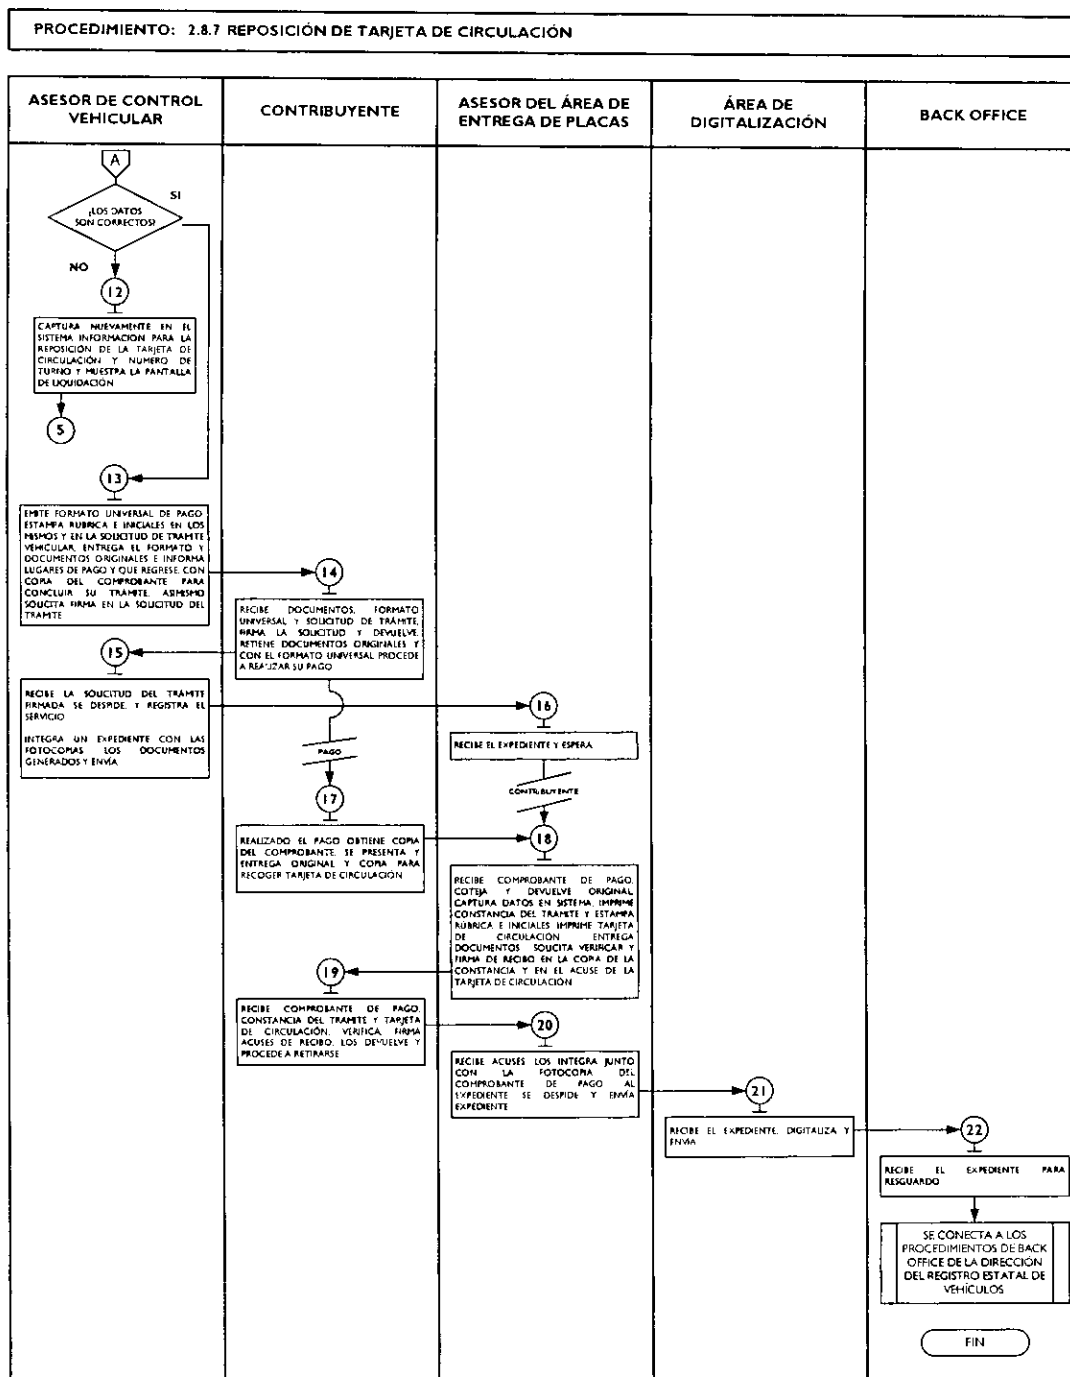 PROCEDIMIENTO: 2.8.7 REPOSICIÓN DE TARJETA DE CIRCULACIÓN
ASESOR DE CONTROL
VEHICULAR
CONTRIBUYENTE
ASESOR DEL ÁREA DE
ENTREGA DE PLACAS
ÁREA DE
DIGITALIZACIÓN
BACK OFFICE
A
SI
¿LOS DATOS
SON CORRECTOS?
NO
12
CAPTURA NUEVAMENTE EN EL
SISTEMA INFORMACION PARA LA
REPOSICIÓN DE LA TARJETA DE
CIRCULACIÓN Y NUMERO DE
TURNO Y MUESTRA LA PANTALLA
DE LIQUIDACIÓN
5
13
EMITE FORMATO UNIVERSAL DE PAGO
ESTAMPA RÚBRICA E INICIALES EN LOS
MISMOS Y EN LA SOLICITUD DE TRAMITE
VEHICULAR, ENTREGA EL FORMATO Y
DOCUMENTOS ORIGINALES E INFORMA
LUGARES DE PAGO Y QUE REGRESE, CON
COPIA DEL COMPROBANTE PARA
CONCLUIR SU TRÁMITE, ASIMISMO
SOLICITA FIRMA EN LA SOLICITUD DEL
TRAMITE
14
RECIBE DOCUMENTOS, FORMATO
UNIVERSAL Y SOLICITUD DE TRÁMITE,
FIRMA LA SOLICITUD Y DEVUELVE,
RETIENE DOCUMENTOS ORIGINALES Y
CON EL FORMATO UNIVERSAL PROCEDE
A REALIZAR SU PAGO
15
RECIBE LA SOLICITUD DEL TRÁMITE
FIRMADA SE DESPIDE, Y REGISTRA EL
SERVICIO
INTEGRA UN EXPEDIENTE CON LAS
FOTOCOPIAS LOS DOCUMENTOS
GENERADOS Y ENVÍA
16
RECIBE EL EXPEDIENTE Y ESPERA
PAGO
CONTRIBUYENTE
17
REALIZADO EL PAGO OBTIENE COPIA
DEL COMPROBANTE, SE PRESENTA Y
ENTREGA ORIGINAL Y COPIA PARA
RECOGER TARJETA DE CIRCULACIÓN
18
RECIBE COMPROBANTE DE PAGO,
COTEJA Y DEVUELVE ORIGINAL
CAPTURA DATOS EN SISTEMA, IMPRIME
CONSTANCIA DEL TRAMITE Y ESTAMPA
RÚBRICA E INICIALES IMPRIME TARJETA
DE CIRCULACIÓN ENTREGA
DOCUMENTOS SOLICITA VERIFICAR Y
FIRMA DE RECIBO EN LA COPIA DE LA
CONSTANCIA Y EN EL ACUSE DE LA
TARJETA DE CIRCULACIÓN
19
RECIBE COMPROBANTE DE PAGO,
CONSTANCIA DEL TRAMITE Y TARJETA
DE CIRCULACIÓN, VERIFICA, FIRMA
ACUSES DE RECIBO, LOS DEVUELVE Y
PROCEDE A RETIRARSE
20
RECIBE ACUSES LOS INTEGRA JUNTO
CON LA FOTOCOPIA DEL
COMPROBANTE DE PAGO AL
EXPEDIENTE SE DESPIDE Y ENVÍA
EXPEDIENTE
21
RECIBE EL EXPEDIENTE, DIGITALIZA Y
ENVÍA
22
RECIBE EL EXPEDIENTE PARA
RESGUARDO
SE CONECTA A LOS
PROCEDIMIENTOS DE BACK
OFFICE DE LA DIRECCIÓN
DEL REGISTRO ESTATAL DE
VEHÍCULOS
FIN